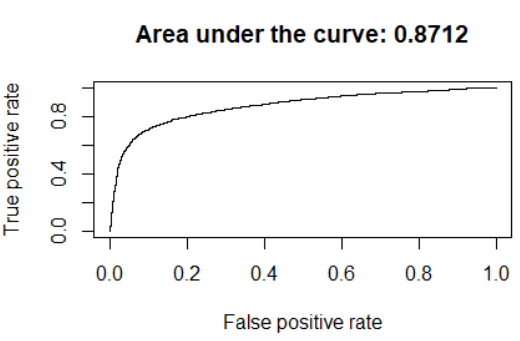 Area under the curve: 0.8712
True positive rate
0.8
0.4
0.0
0.0 0.2 0.4 0.6 0.8 1.0
False positive rate